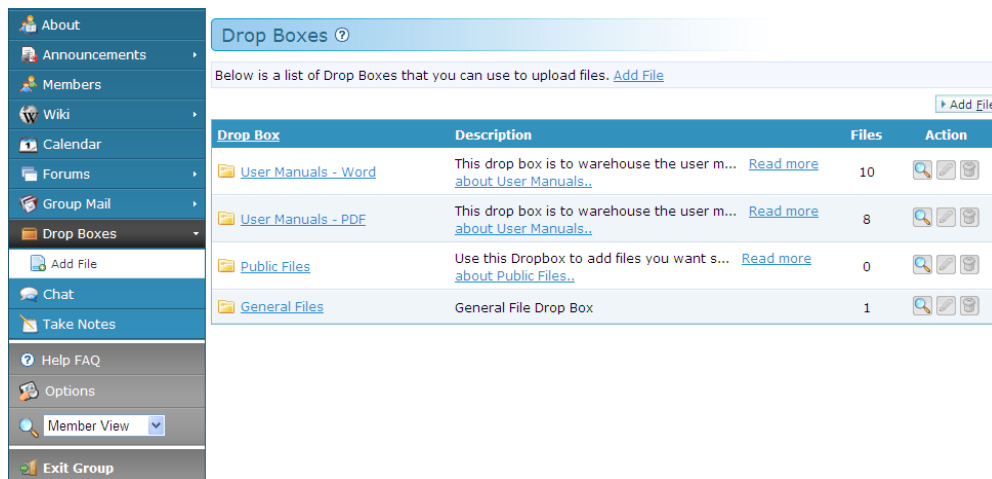 About
Announcements
Members
Wiki
Calendar
Forums
Group Mail
Drop Boxes
Add File
Chat
Take Notes
Help FAQ
Options
Member View
Exit Group
Drop Boxes
Below is a list of Drop Boxes that you can use to upload files. Add File
Add File
Drop Box Description Files Action
User Manuals - Word This drop box is to warehouse the user m... Read more 10
about User Manuals..
User Manuals - PDF This drop box is to warehouse the user m... Read more 8
about User Manuals..
Public Files Use this Dropbox to add files you want s... Read more 0
about Public Files..
General Files General File Drop Box 1